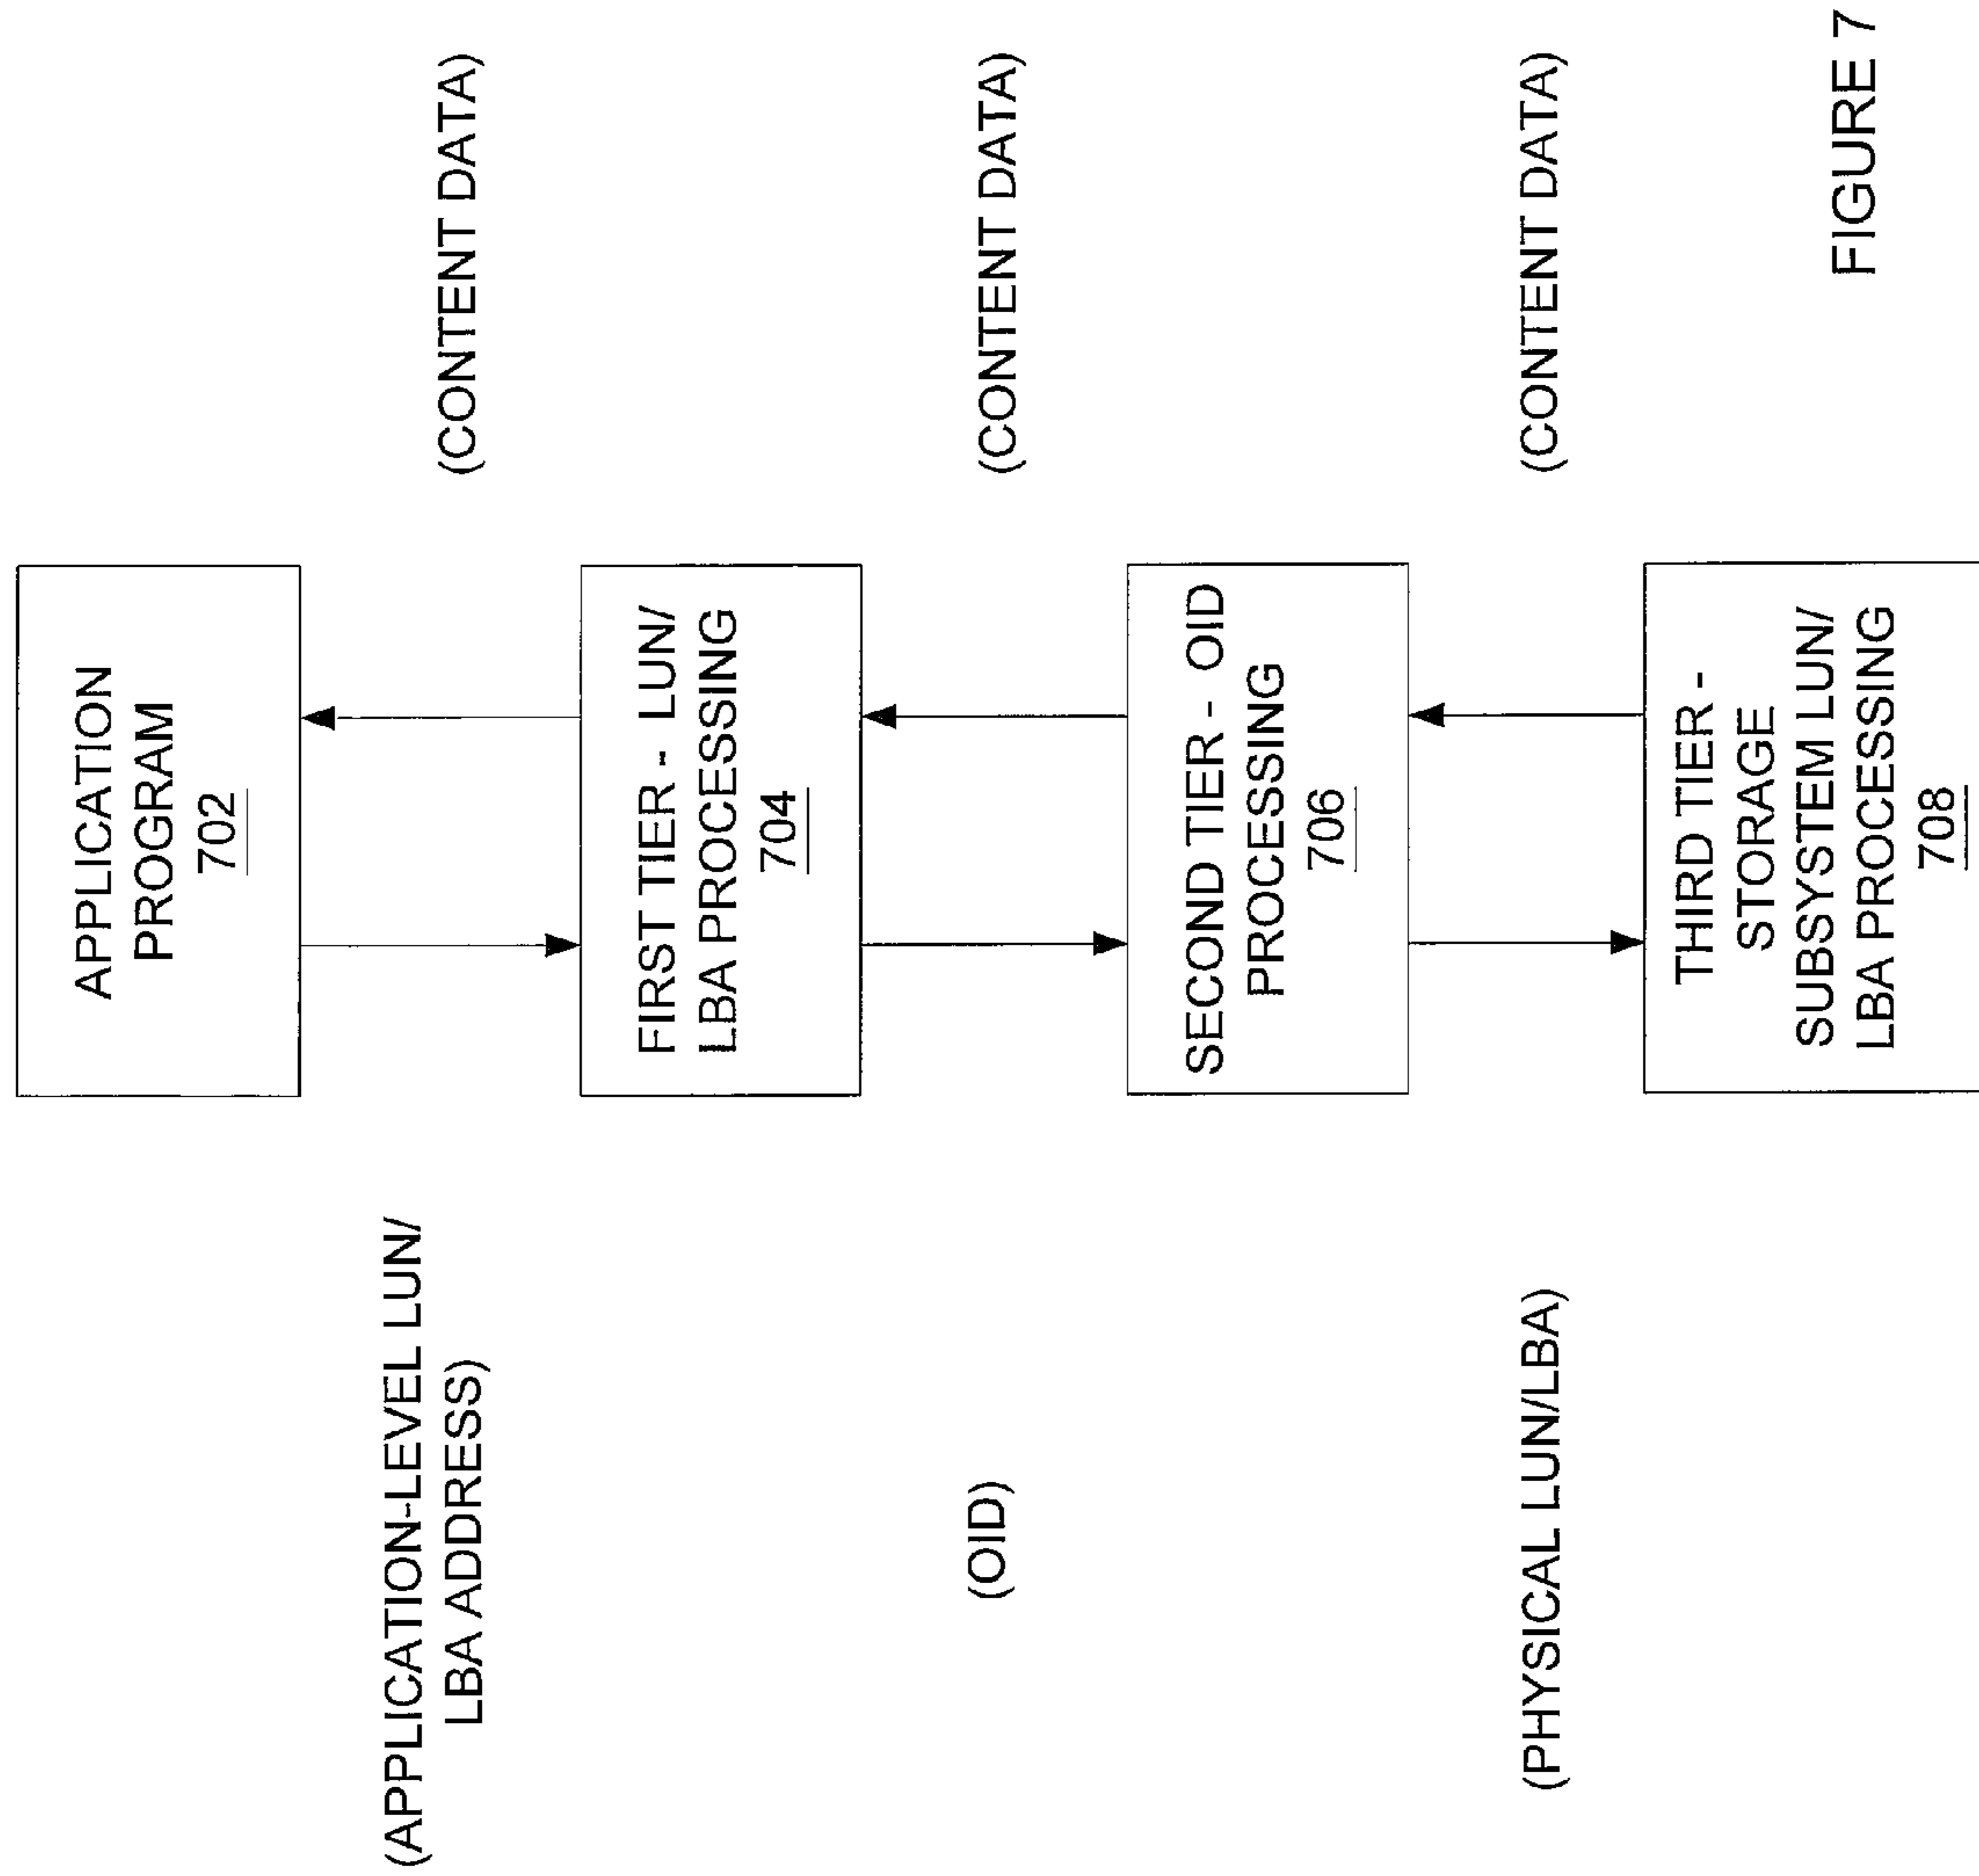 APPLICATION
PROGRAM
702
(APPLICATION-LEVEL LUN/
LBA ADDRESS)
(CONTENT DATA)
FIRST TIER - LUN/
LBA PROCESSING
704
(OID)
(CONTENT DATA)
SECOND TIER - OID
PROCESSING
706
(PHYSICAL LUN/LBA)
(CONTENT DATA)
THIRD TIER -
STORAGE
SUBSYSTEM LUN/
LBA PROCESSING
708
FIGURE 7